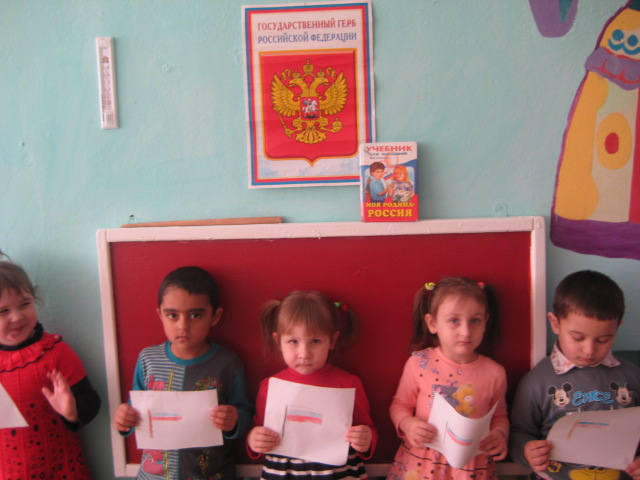 ГОСУДАРСТВЕННЫЙ ГЕРБ
РОССИЙСКОЙ ФЕДЕРАЦИИ
УЧЕБНИК
МОЯ РОДИНА-
РОССИЯ